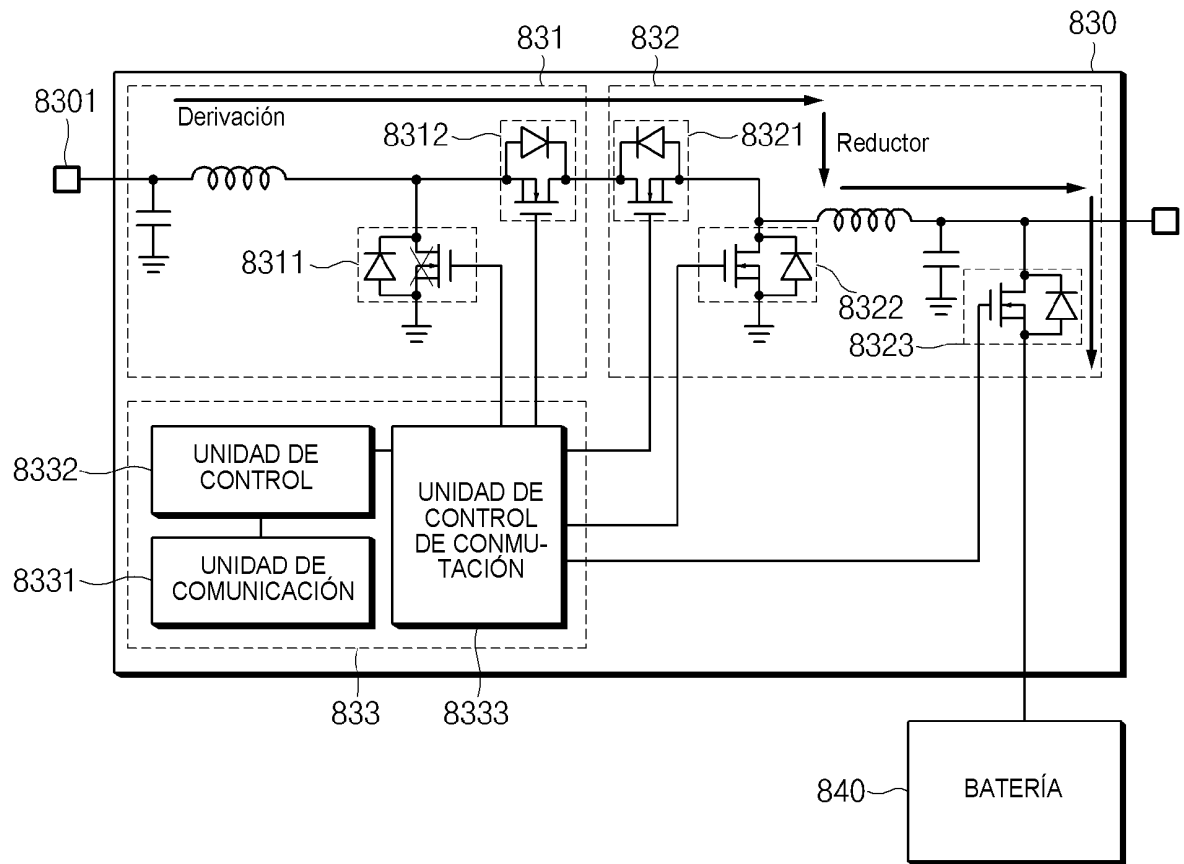 831
832
830
8301
Derivación
8312
8321
Reductor
8311
8322
8323
8332
UNIDAD DE
CONTROL
UNIDAD DE
CONTROL
DE CONMU-
TACIÓN
8331
UNIDAD DE
COMUNICACIÓN
833
8333
840
BATERÍA